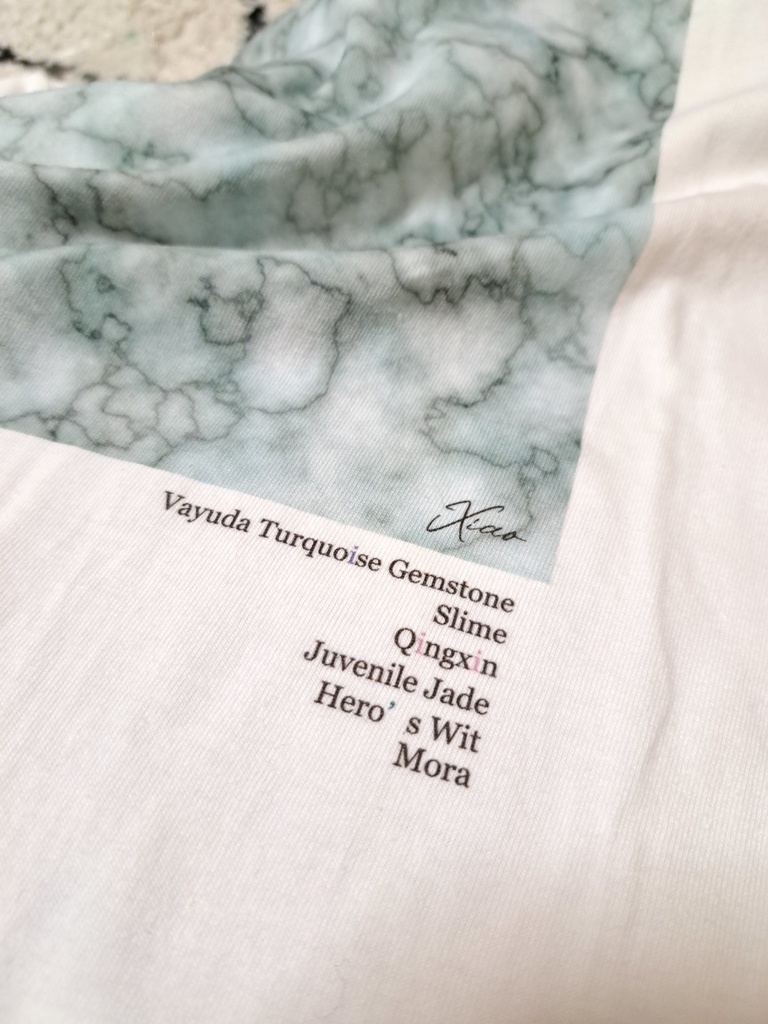 Xiao
Vayuda Turquoise Gemstone
Slime
Qingxin
Juvenile Jade
Hero’ s Wit
Mora